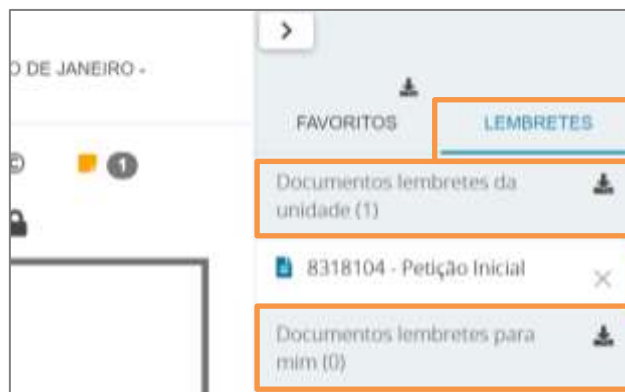 O DE JANEIRO -
FAVORITOS
LEMBRETES
1
Documentos lembretes da
unidade (1)
8318104 - Petição Inicial
Documentos lembretes para
mim (0)